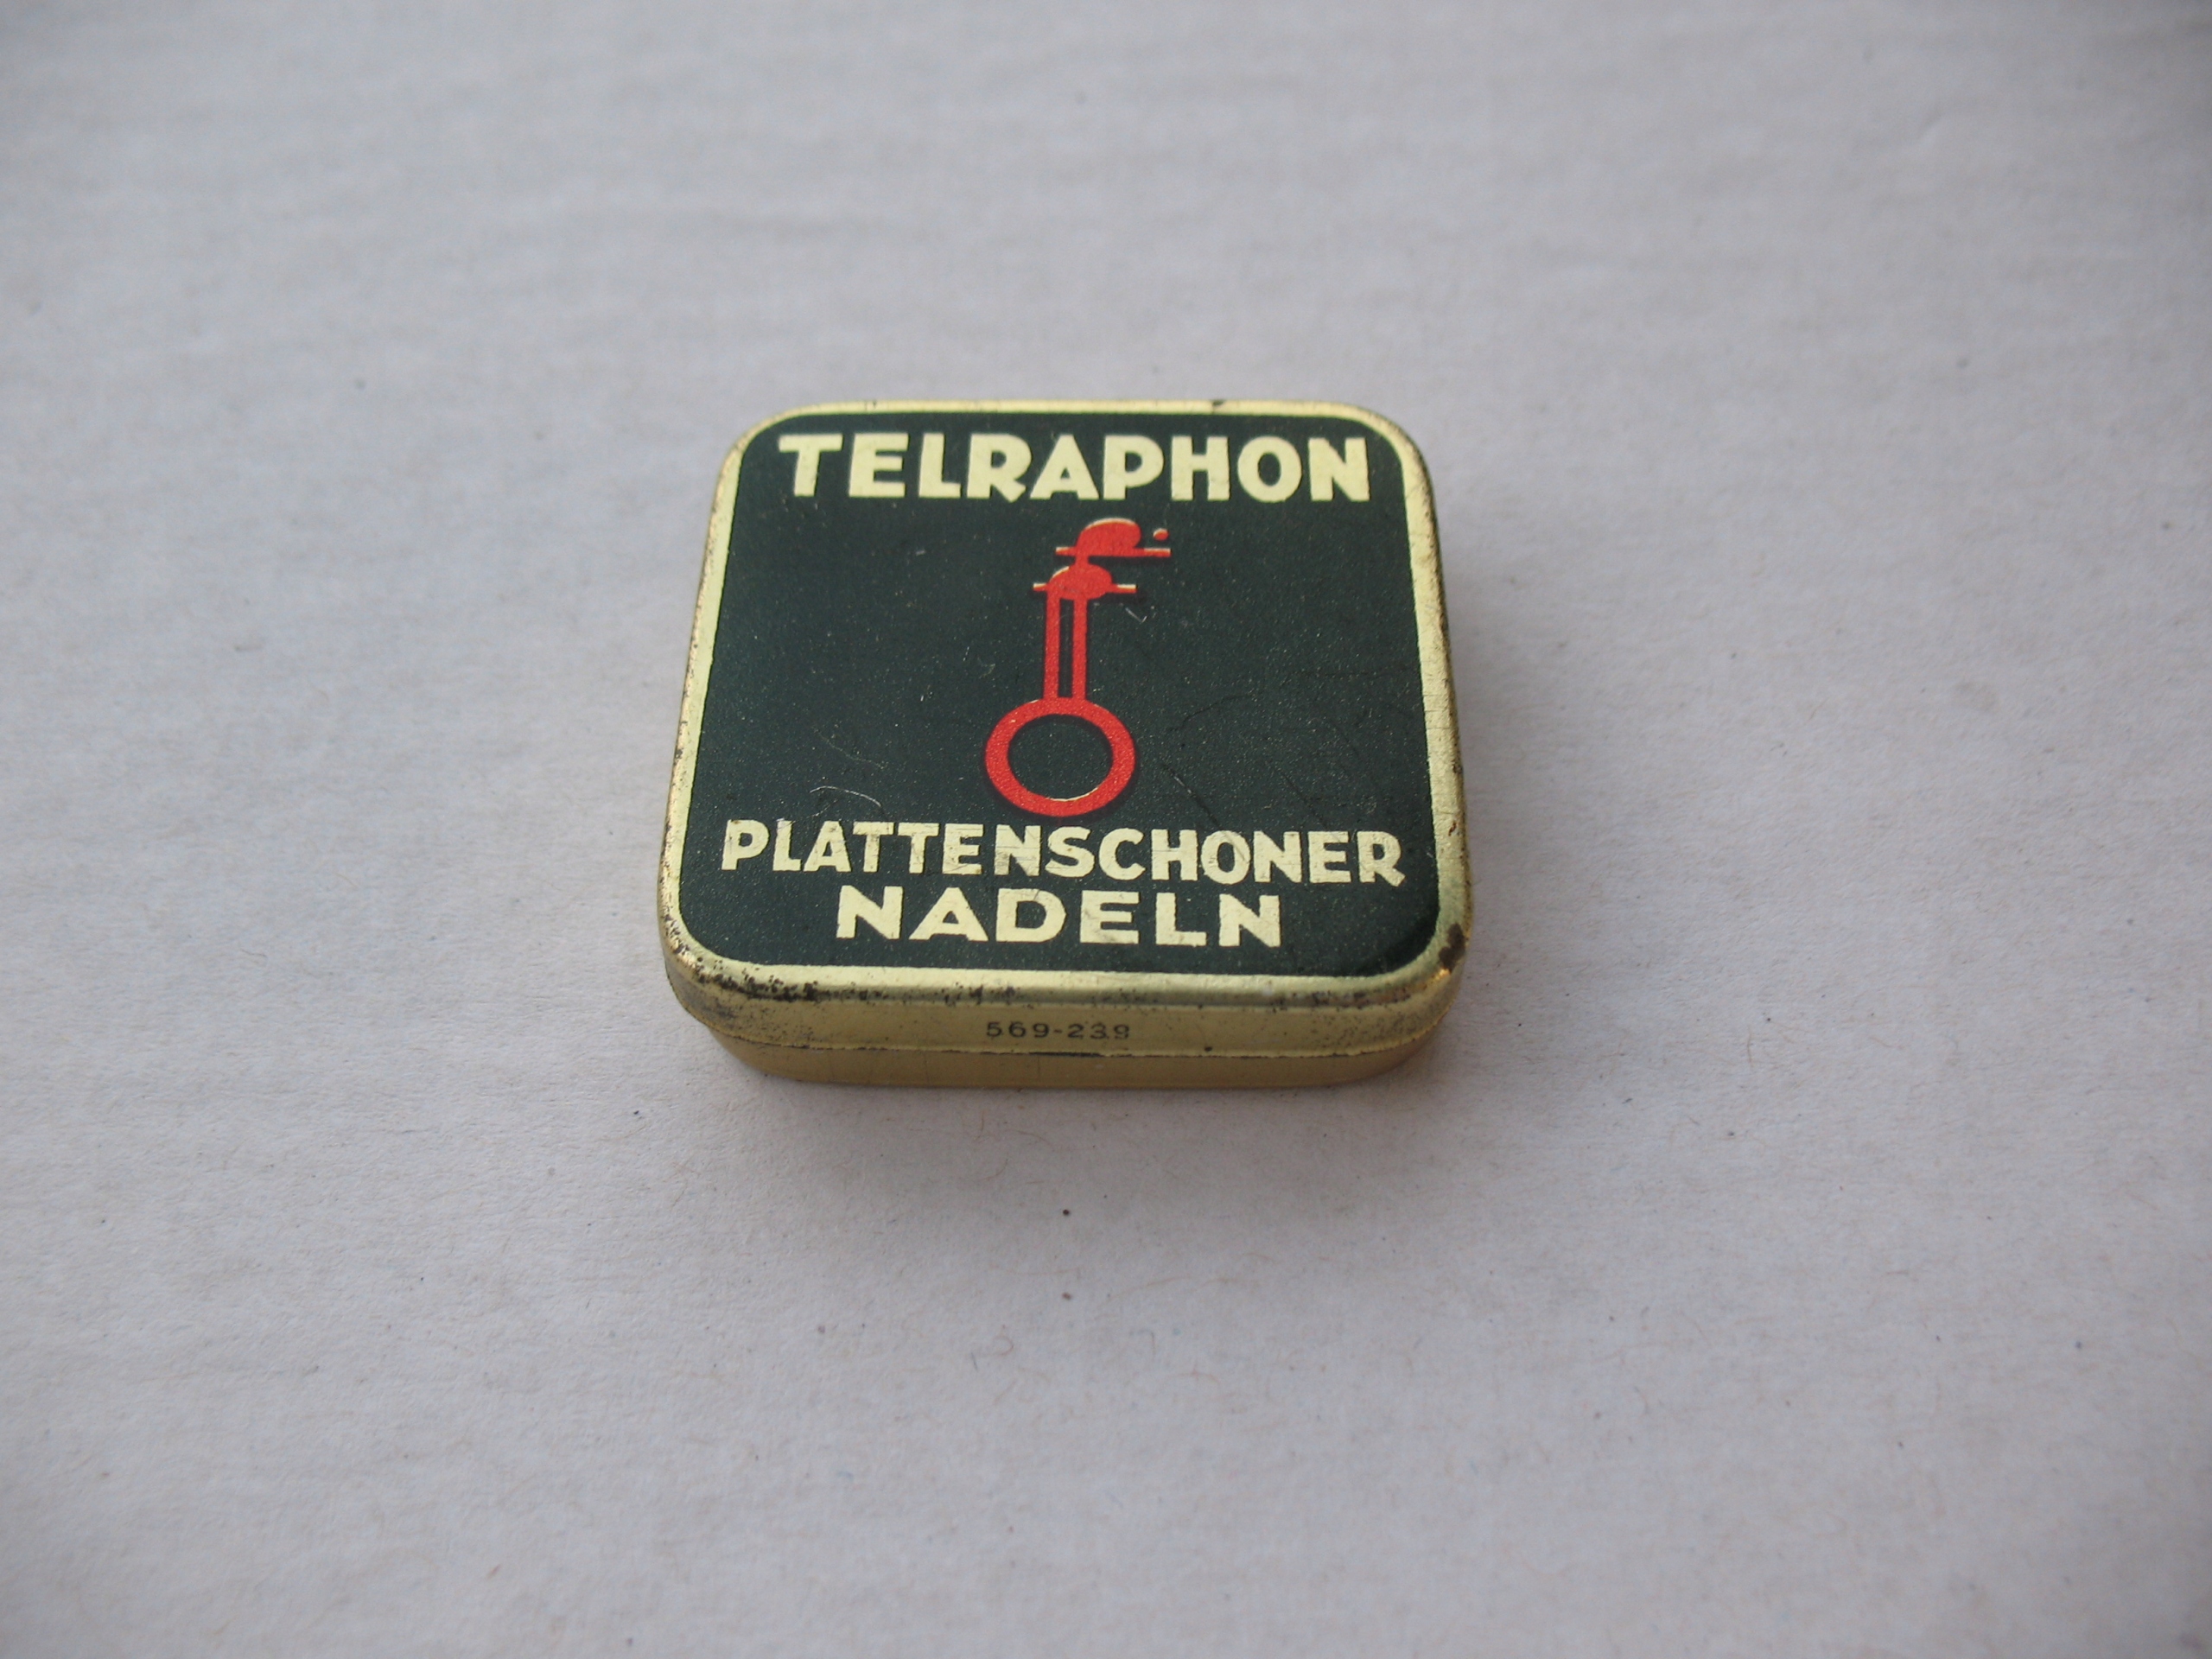 TELRAPHON
PLATTENSCHONER
NADELN
569-239